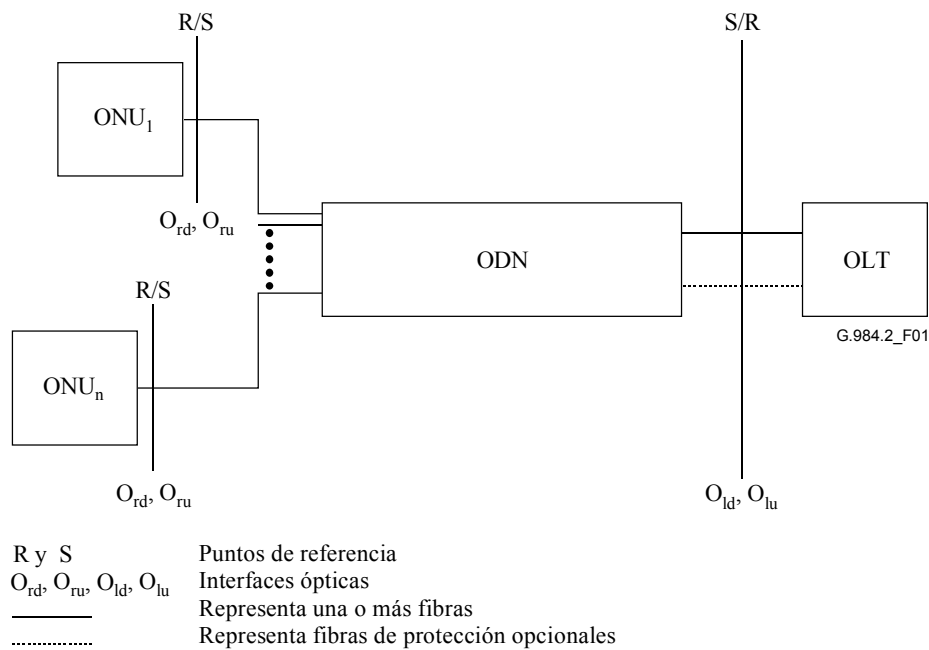 R/S
S/R
ONU1
Ord, Oru
ODN
OLT
R/S
G.984.2_F01
ONUn
Ord, Oru
Old, Olu
R y S Puntos de referencia
Ord, Oru, Old, Olu Interfaces ópticas
Representa una o más fibras
Representa fibras de protección opcionales